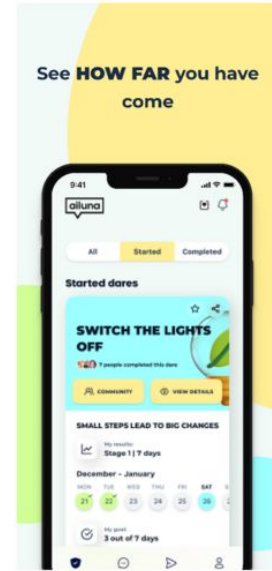 See HOW FAR you have
come
9:41
ailuna
All Started Completed
Started dares
SWITCH THE LIGHTS
OFF
7 people completed this dare
COMMUNITY VIEW DETAILS
SMALL STEPS LEAD TO BIG CHANGES
My results:
Stage 1 | 7 days
December - January
MON TUE WED THU FRI SAT S
21 22 23 24 25 26 2
My goal:
3 out of 7 days